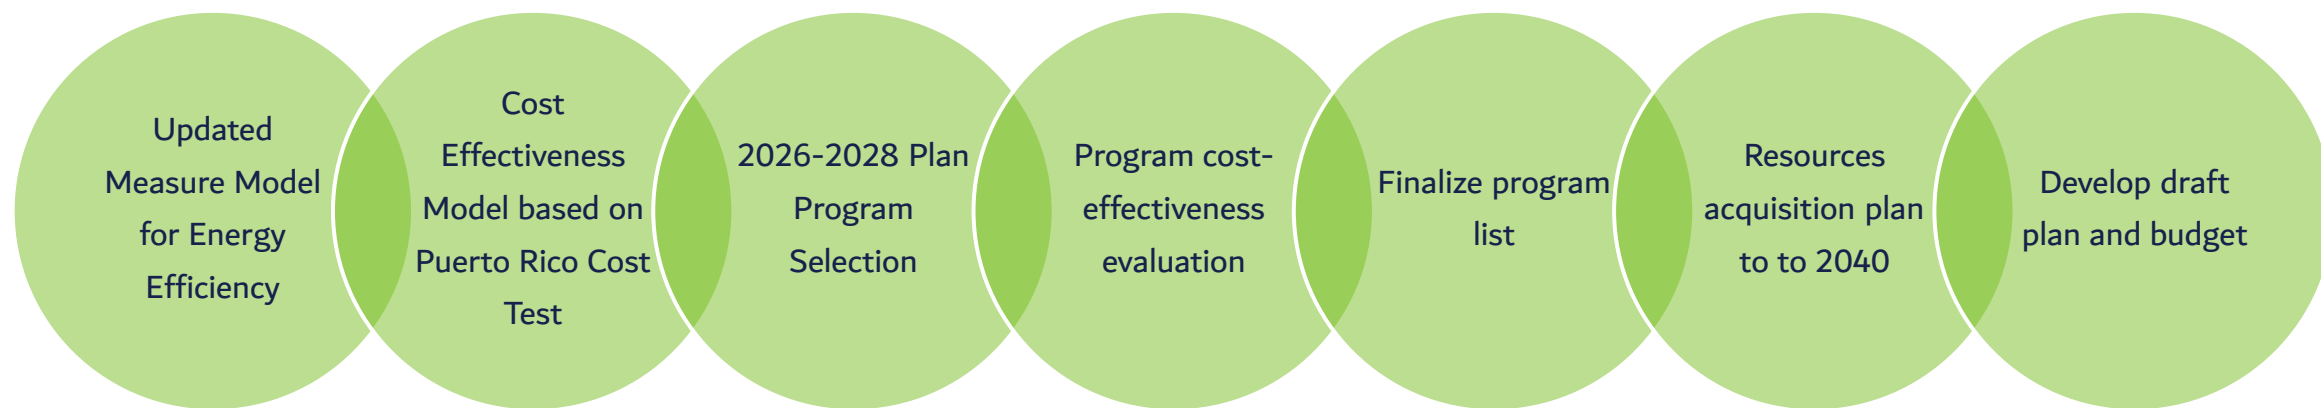 Updated
Measure Model
for Energy
Efficiency
Cost
Effectiveness
Model based on
Puerto Rico Cost
Test
2026-2028 Plan
Program
Selection
Program cost-
effectiveness
evaluation
Finalize program
list
Resources
acquisition plan
to to 2040
Develop draft
plan and budget